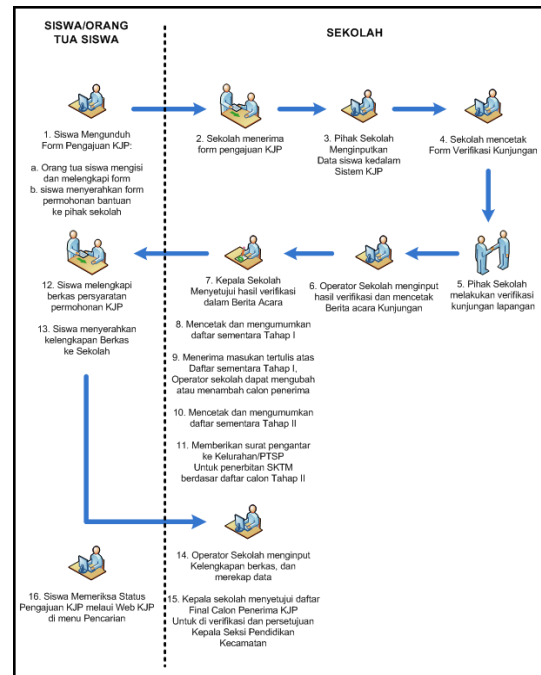 SISWA/ORANG
TUA SISWA
SEKOLAH
1. Siswa Mengunduh
Form Pengajuan KJP:
a. Orang tua siswa mengisi
dan melengkapi form
b. siswa menyerahkan form
permohonan bantuan
ke pihak sekolah
2. Sekolah menerima
form pengajuan KJP
3. Pihak Sekolah
Menginputkan
Data siswa kedalam
Sistem KJP
4. Sekolah mencetak
Form Verifikasi Kunjungan
5. Pihak Sekolah
melakukan verifikasi
kunjungan lapangan
6. Operator Sekolah menginput
hasil verifikasi dan mencetak
Berita acara Kunjungan
7. Kepala Sekolah
Menyetujui hasil verifikasi
dalam Berita Acara
8. Mencetak dan mengumumkan
daftar sementara Tahap I
9. Menerima masukan tertulis atas
Daftar sementara Tahap I,
Operator sekolah dapat mengubah
atau menambah calon penerima
10. Mencetak dan mengumumkan
daftar sementara Tahap II
11. Memberikan surat pengantar
ke Kelurahan/PTSP
Untuk penerbitan SKTM
berdasar daftar calon Tahap II
12. Siswa melengkapi
berkas persyaratan
permohonan KJP
13. Siswa menyerahkan
kelengkapan Berkas
ke Sekolah
14. Operator Sekolah menginput
Kelengkapan berkas, dan
merekap data
15. Kepala sekolah menyetujui daftar
Final Calon Penerima KJP
Untuk di verifikasi dan persetujuan
Kepala Seksi Pendidikan
Kecamatan
16. Siswa Memeriksa Status
Pengajuan KJP melaui Web KJP
di menu Pencarian